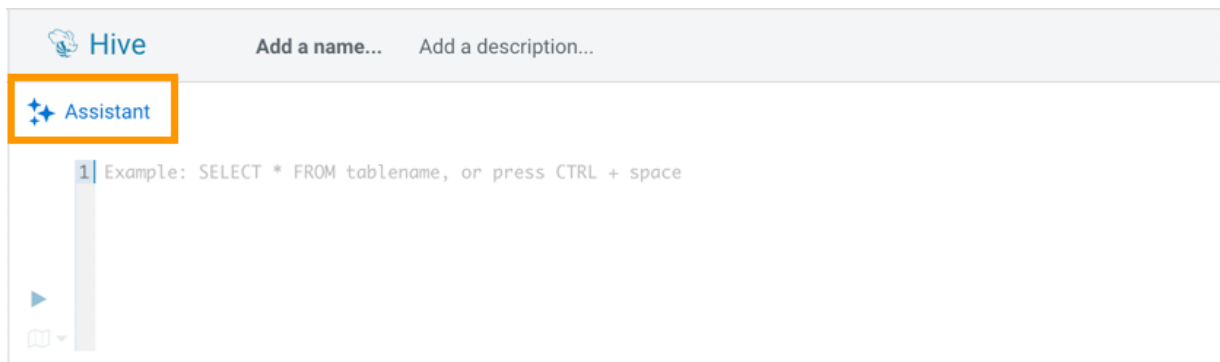 Hive Add a name... Add a description...
Assistant
1 Example: SELECT * FROM tablename, or press CTRL + space